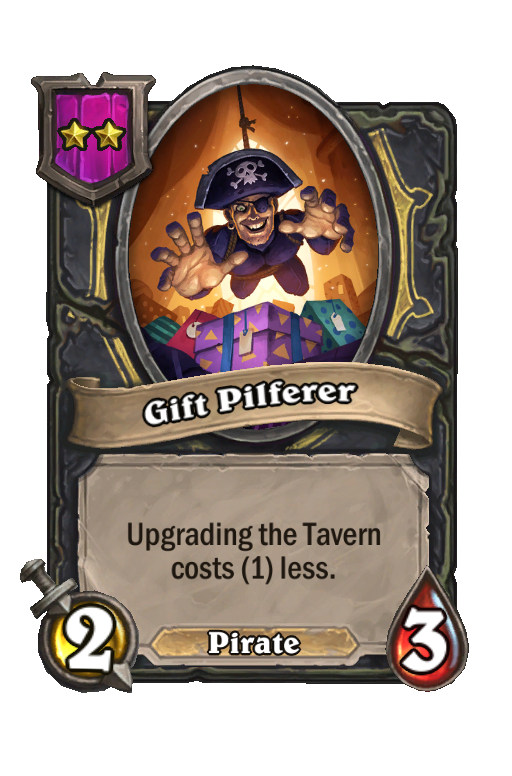 Gift Pilferer
Upgrading the Tavern
costs (1) less.
2
Pirate
3